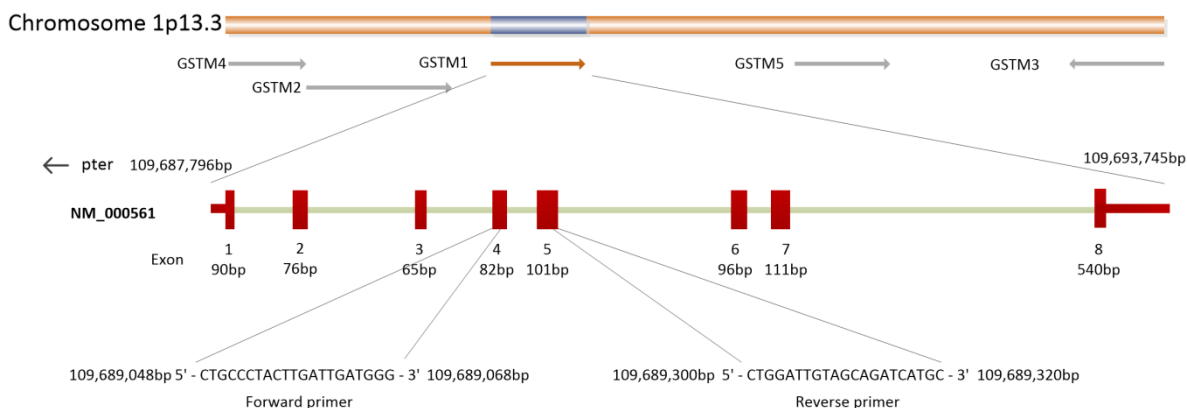 Chromosome 1p13.3
GSTM4 GSTM1 GSTM5 GSTM3
GSTM2
← pter 109,687,796bp 109,693,745bp
NM_000561
1 2 3 4 5 6 7 8
Exon
90bp 76bp 65bp 82bp 101bp 96bp 111bp 540bp
109,689,048bp 5' - CTGCCCTACTTGATTGATGGG - 3' 109,689,068bp 109,689,300bp 5' - CTGGATTGTAGCAGATCATGC - 3' 109,689,320bp
Forward primer Reverse primer